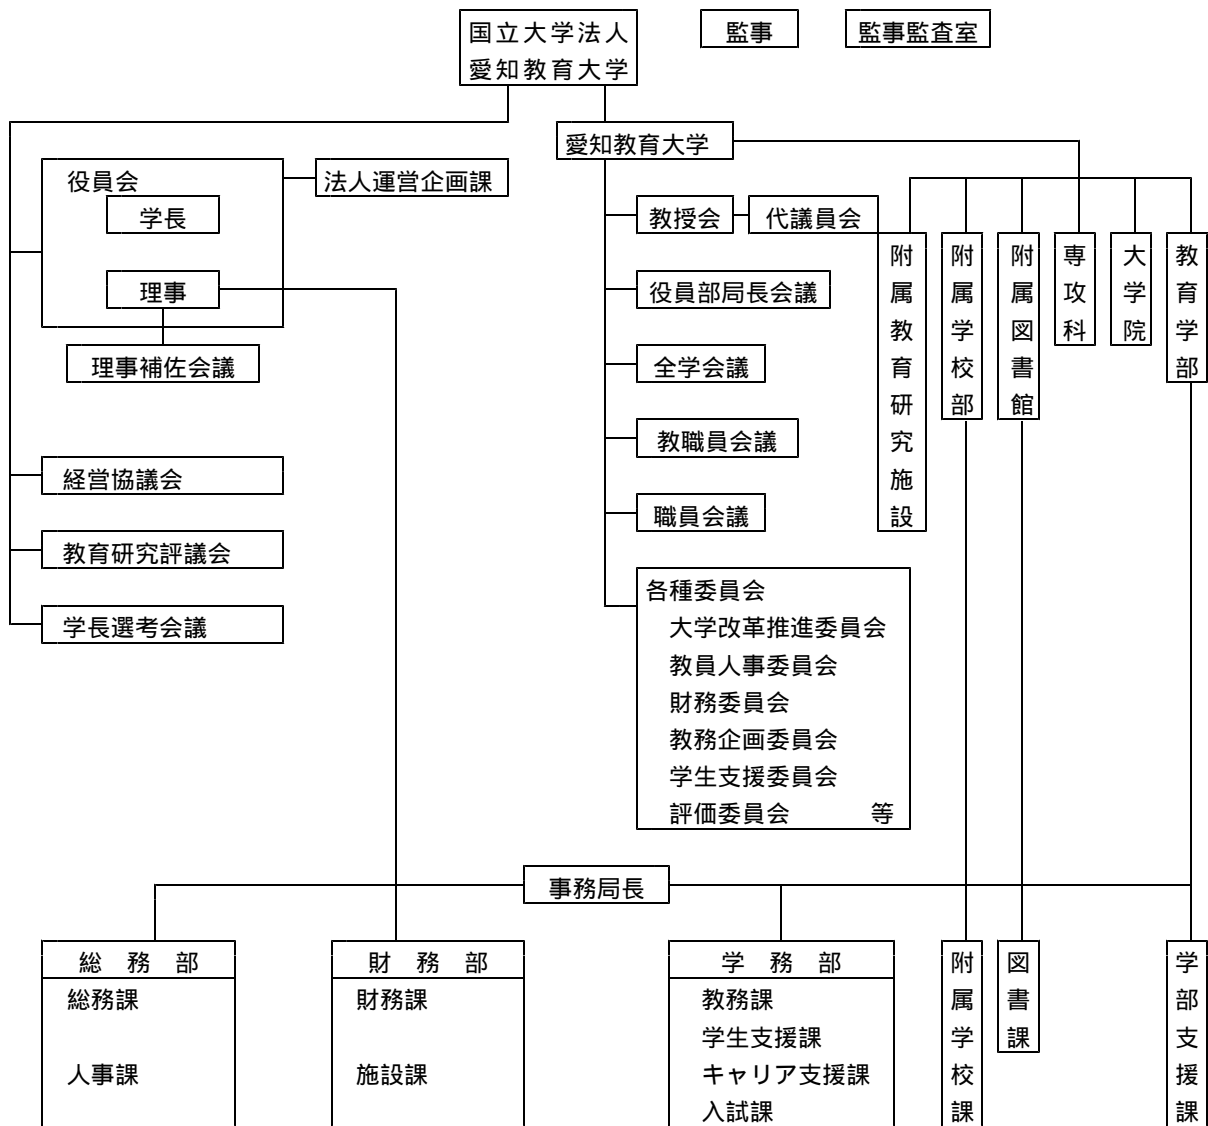 国立大学法人
愛知教育大学
監事
監事監査室
愛知教育大学
役員会
法人運営企画課
学長
理事
理事補佐会議
経営協議会
教育研究評議会
学長選考会議
教授会
代議員会
役員部局長会議
全学会議
教職員会議
職員会議
各種委員会
大学改革推進委員会
教員人事委員会
財務委員会
教務企画委員会
学生支援委員会
評価委員会 等
附属教育研究施設
附属学校部
附属図書館
専攻科
大学院
教育学部
事務局長
総 務 部
総務課
人事課
財 務 部
財務課
施設課
学 務 部
教務課
学生支援課
キャリア支援課
入試課
附属学校課
図書課
学部支援課